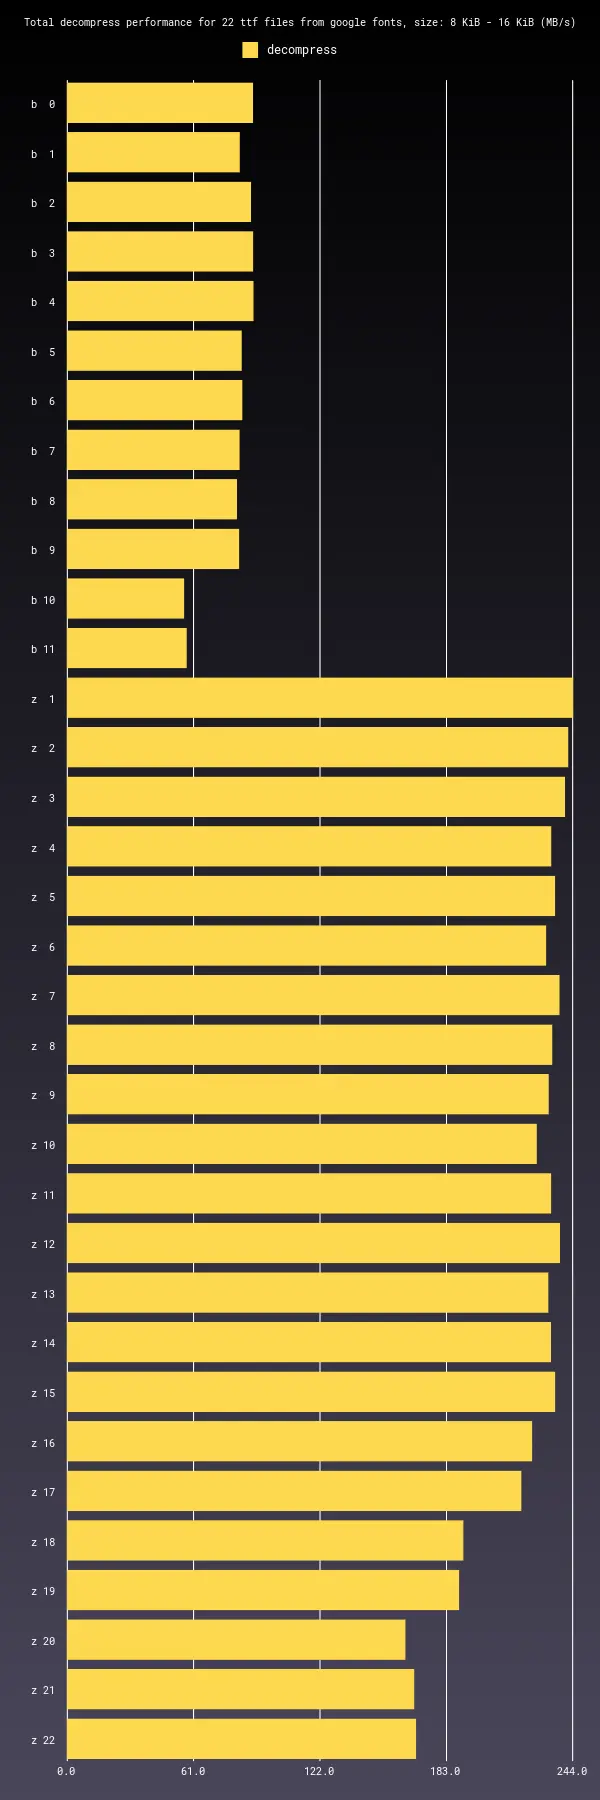 Total decompress performance for 22 ttf files from google fonts, size: 8 KiB - 16 KiB (MB/s)
decompress
b 0
b 1
b 2
b 3
b 4
b 5
b 6
b 7
b 8
b 9
b 10
b 11
z 1
z 2
z 3
z 4
z 5
z 6
z 7
z 8
z 9
z 10
z 11
z 12
z 13
z 14
z 15
z 16
z 17
z 18
z 19
z 20
z 21
z 22
0.0 61.0 122.0 183.0 244.0